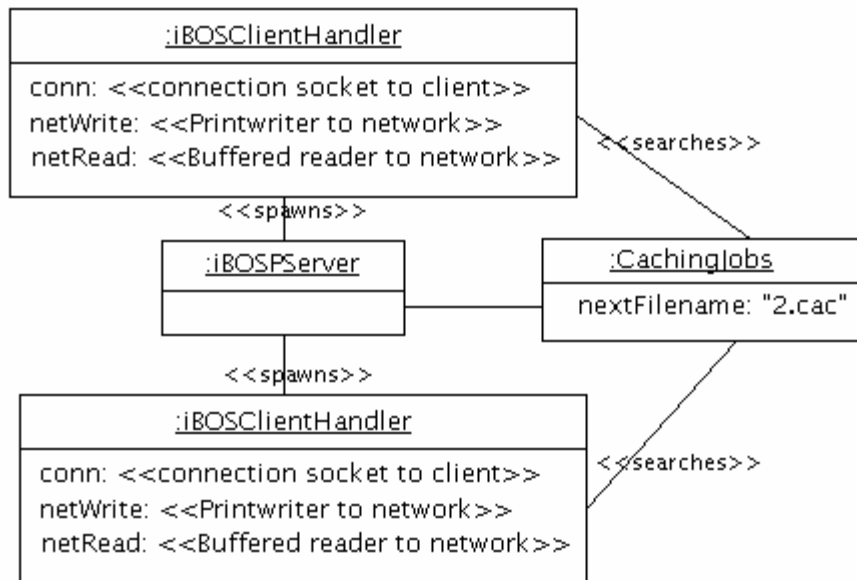 :iBOSClientHandler
conn: <<connection socket to client>>
netWrite: <<Printwriter to network>>
netRead: <<Buffered reader to network>>
<<searches>>
<<spawns>>
:iBOSPServer
:CachingJobs
nextFilename: "2.cac"
<<spawns>>
:iBOSClientHandler
conn: <<connection socket to client>>
netWrite: <<Printwriter to network>>
netRead: <<Buffered reader to network>>
<<searches>>